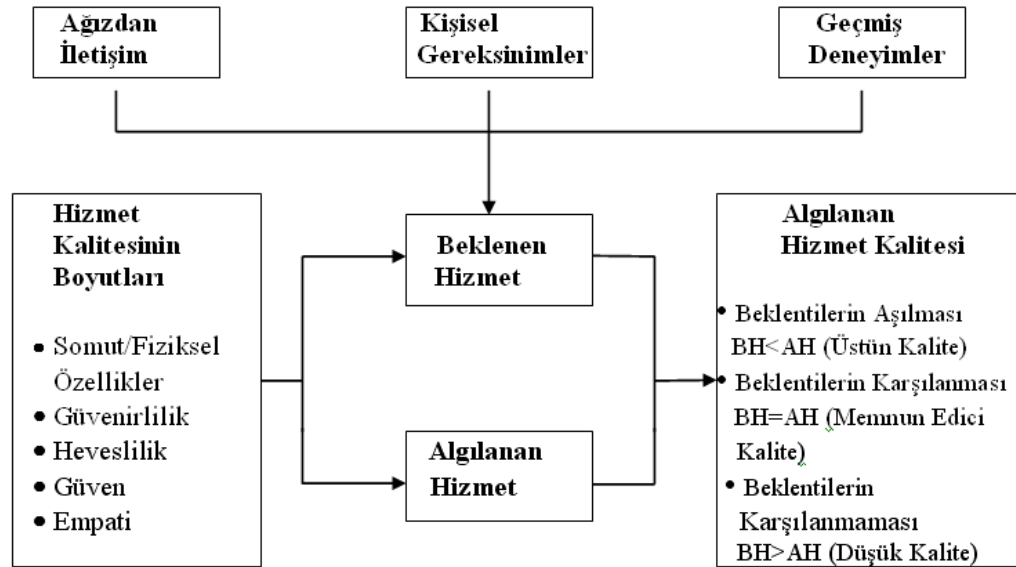 Ağızdan
İletişim
Kişisel
Gereksinimler
Geçmiş
Deneyimler
Hizmet
Kalitesinin
Boyutları
• Somut/Fiziksel
Özellikler
• Güvenirlilik
• Heveslilik
• Güven
• Empati
Beklenen
Hizmet
Algılanan
Hizmet
Algılanan
Hizmet Kalitesi
• Beklentilerin Aşılması
BH<AH (Üstün Kalite)
• Beklentilerin Karşılanması
BH=AH (Memnun Edici
Kalite)
• Beklentilerin
Karşılanmaması
BH>AH (Düşük Kalite)